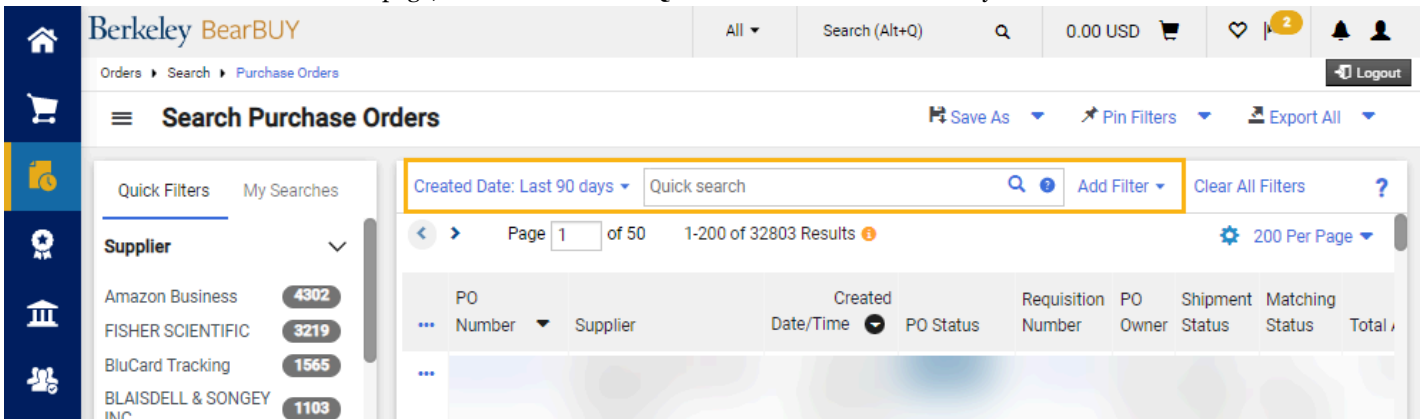 Berkeley BearBUY
All
Search (Alt+Q)
0.00 USD
2
Orders Search Purchase Orders
Logout
Search Purchase Orders
Save As
Pin Filters
Export All
Quick Filters My Searches
Created Date: Last 90 days
Quick search
?
Add Filter
Clear All Filters
?
Supplier
Page 1 of 50
1-200 of 32803 Results
200 Per Page
Amazon Business 4302
FISHER SCIENTIFIC 3219
BluCard Tracking 1565
BLAISDELL & SONGEY
1103
PO
Number
Supplier
Created
Date/Time
PO Status
Requisition
Number
PO
Owner
Shipment
Status
Matching
Status
Total